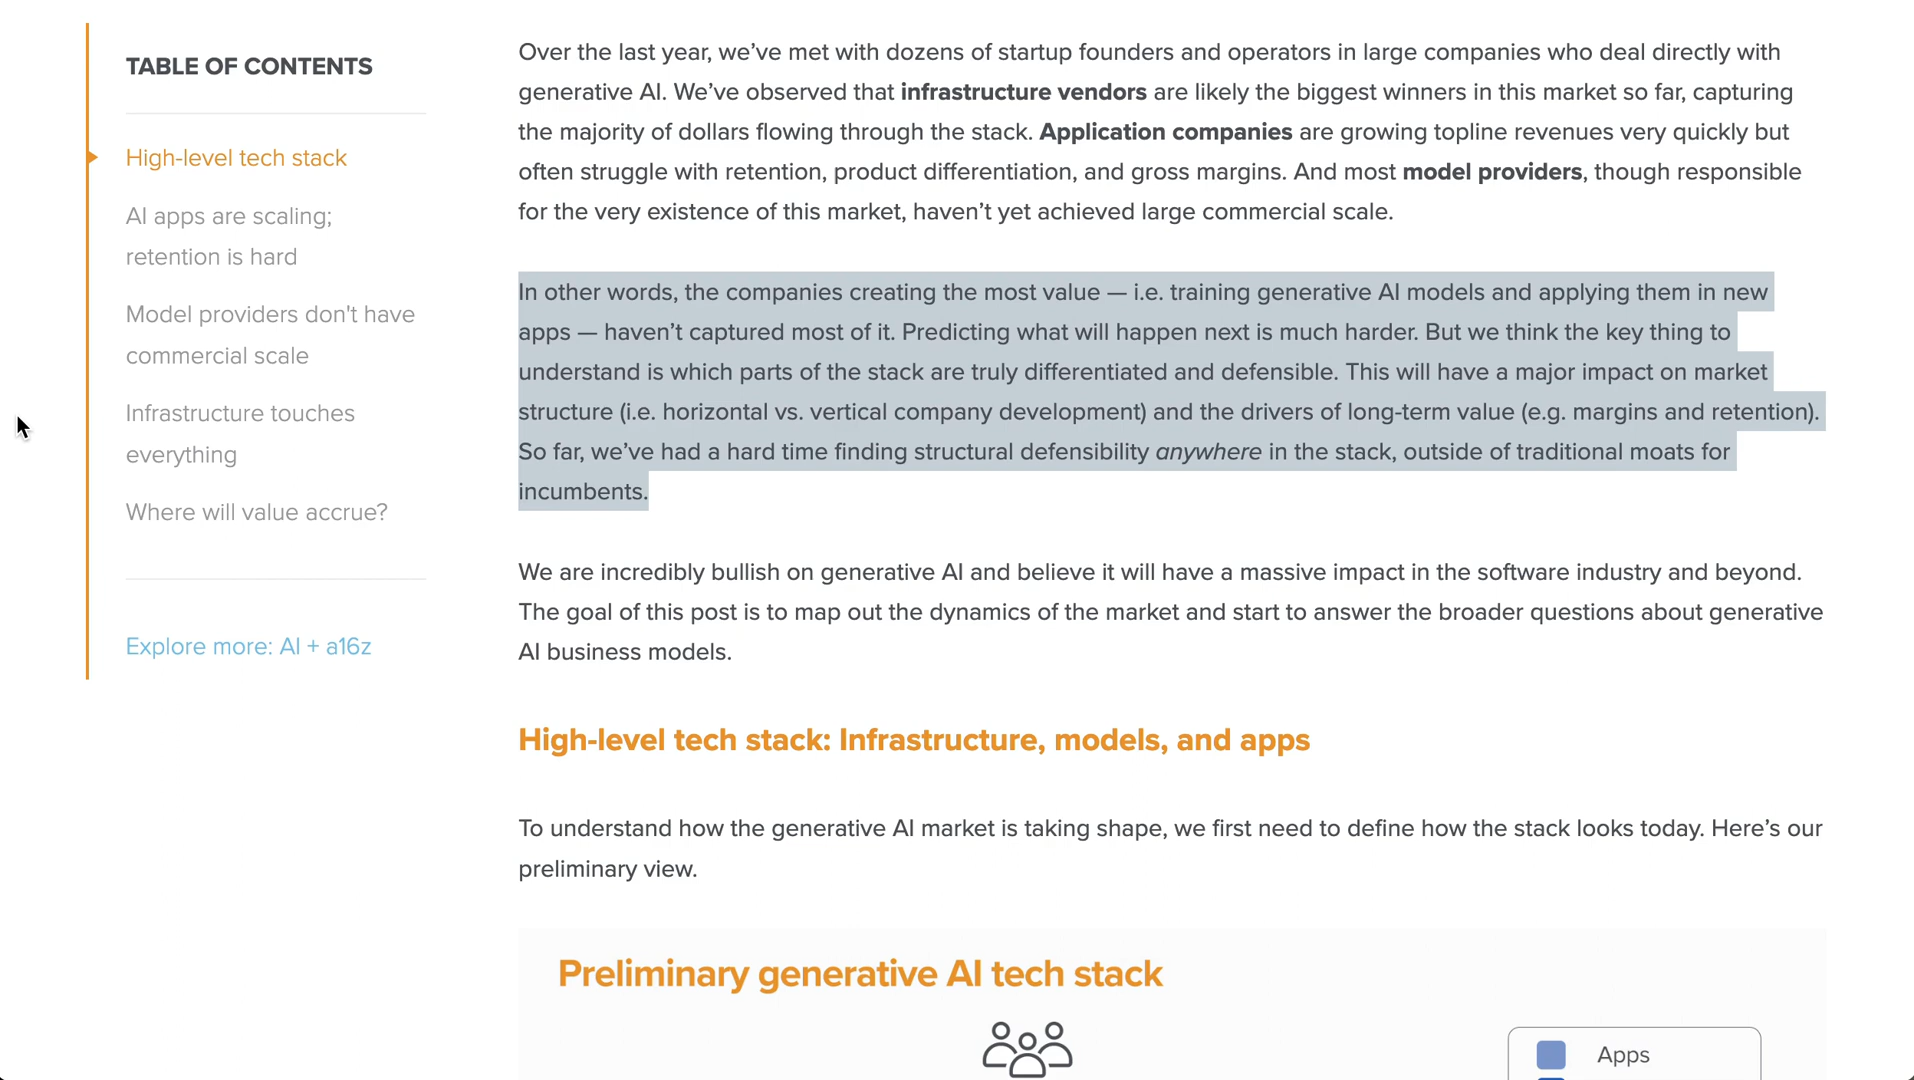 TABLE OF CONTENTS
High-level tech stack
AI apps are scaling;
retention is hard
Model providers don't have
commercial scale
Infrastructure touches
everything
Where will value accrue?
Explore more: AI + a16z
Over the last year, we’ve met with dozens of startup founders and operators in large companies who deal directly with
generative AI. We’ve observed that infrastructure vendors are likely the biggest winners in this market so far, capturing
the majority of dollars flowing through the stack. Application companies are growing topline revenues very quickly but
often struggle with retention, product differentiation, and gross margins. And most model providers, though responsible
for the very existence of this market, haven’t yet achieved large commercial scale.
In other words, the companies creating the most value — i.e. training generative AI models and applying them in new
apps — haven’t captured most of it. Predicting what will happen next is much harder. But we think the key thing to
understand is which parts of the stack are truly differentiated and defensible. This will have a major impact on market
structure (i.e. horizontal vs. vertical company development) and the drivers of long-term value (e.g. margins and retention).
So far, we’ve had a hard time finding structural defensibility anywhere in the stack, outside of traditional moats for
incumbents.
We are incredibly bullish on generative AI and believe it will have a massive impact in the software industry and beyond.
The goal of this post is to map out the dynamics of the market and start to answer the broader questions about generative
AI business models.
High-level tech stack: Infrastructure, models, and apps
To understand how the generative AI market is taking shape, we first need to define how the stack looks today. Here’s our
preliminary view.
Preliminary generative AI tech stack
Apps